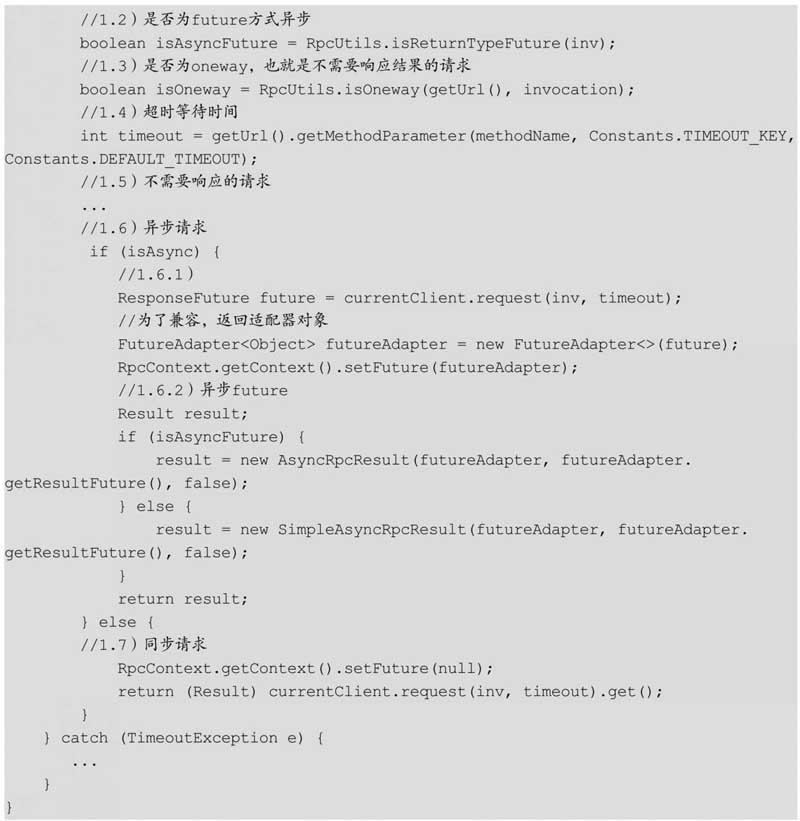 //1.2）是否为future方式异步
boolean isAsyncFuture = RpcUtils.isReturnTypeFuture(inv);
//1.3）是否为oneway，也就是不需要响应结果的请求
boolean isOneway = RpcUtils.isOneway(getUrl(), invocation);
//1.4）超时等待时间
int timeout = getUrl().getMethodParameter(methodName, Constants.TIMEOUT_KEY,
Constants.DEFAULT_TIMEOUT);
//1.5）不需要响应的请求
...
//1.6）异步请求
if (isAsync) {
//1.6.1）
ResponseFuture future = currentClient.request(inv, timeout);
//为了兼容，返回适配器对象
FutureAdapter<Object> futureAdapter = new FutureAdapter<>(future);
RpcContext.getContext().setFuture(futureAdapter);
//1.6.2）异步future
Result result;
if (isAsyncFuture) {
result = new AsyncRpcResult(futureAdapter, futureAdapter.
getResultFuture(), false);
} else {
result = new SimpleAsyncRpcResult(futureAdapter, futureAdapter.
getResultFuture(), false);
}
return result;
} else {
//1.7）同步请求
RpcContext.getContext().setFuture(null);
return (Result) currentClient.request(inv, timeout).get();
}
} catch (TimeoutException e) {
...
}
}